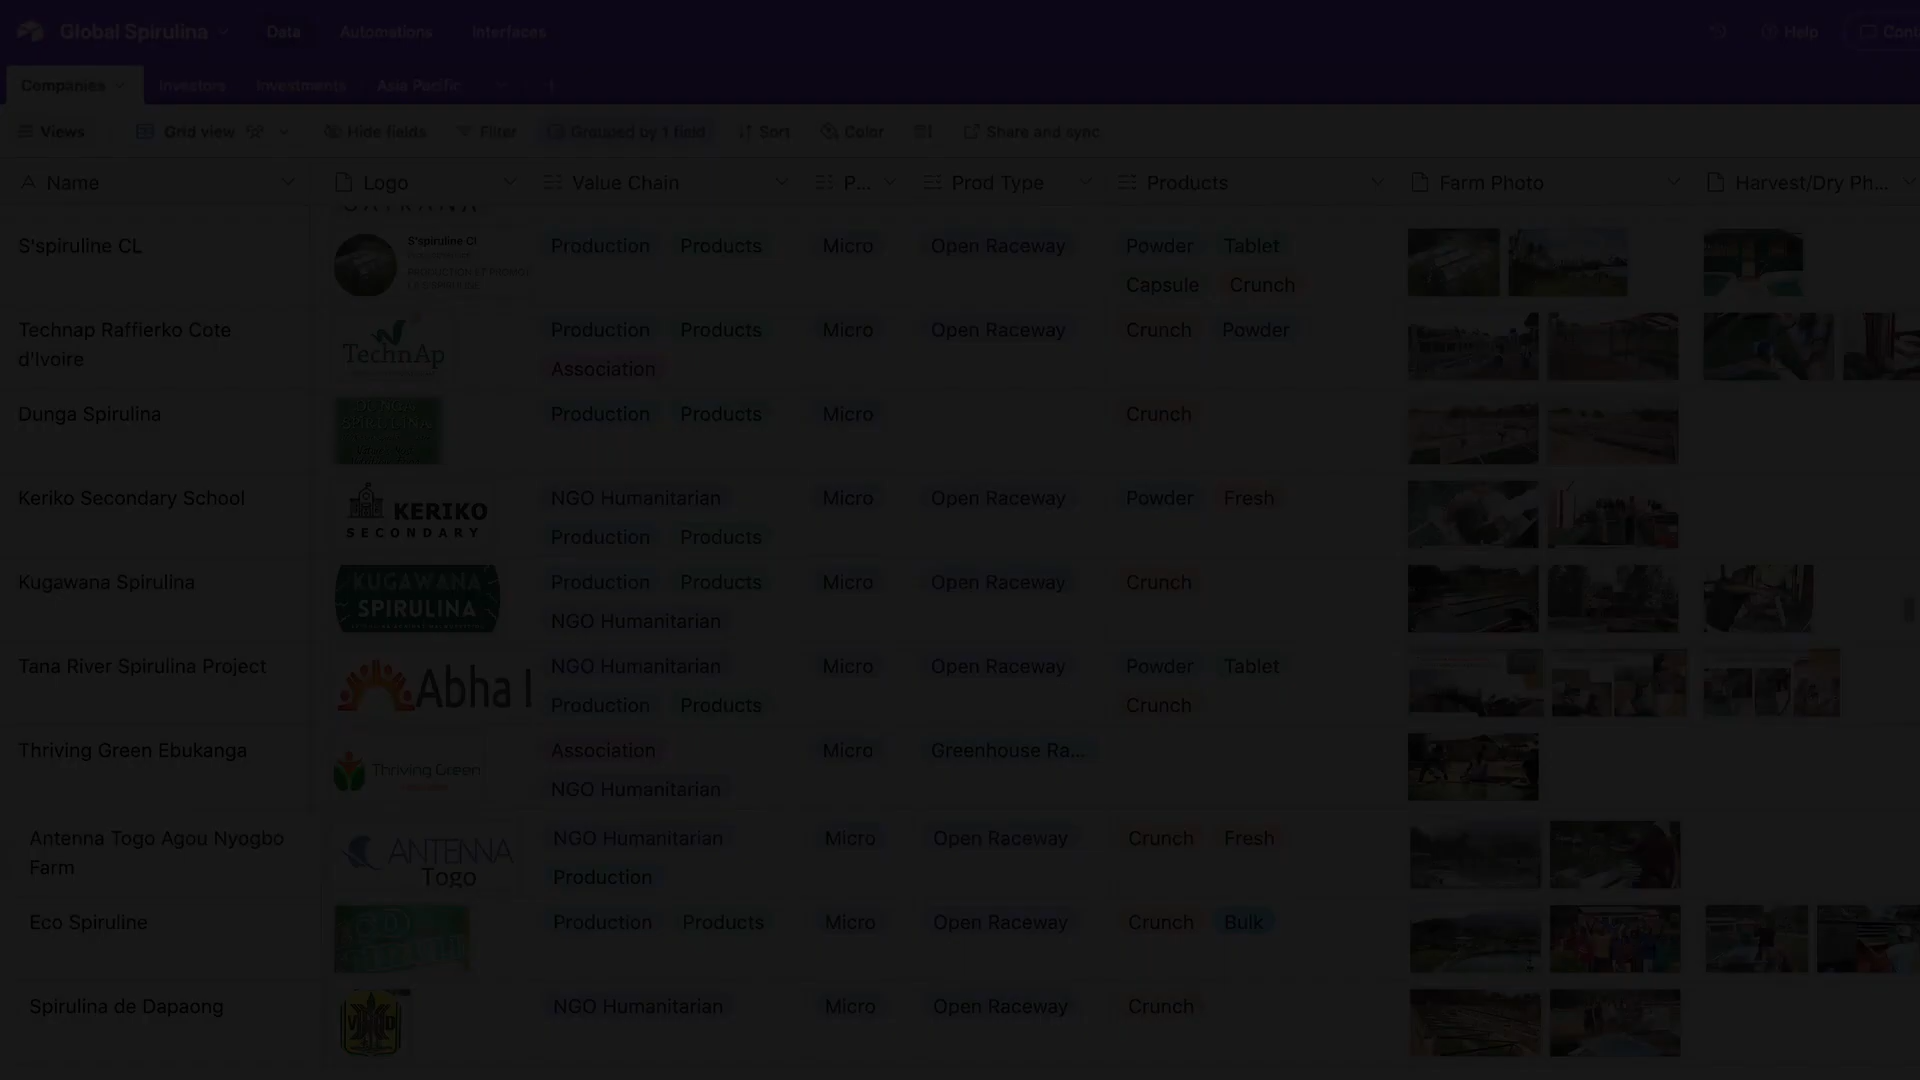 Global Spirulina Data Automations Interfaces Help
Companies Investors Investments Asia Pacific
Views Grid view Hide fields Filter Grouped by 1 field Sort Color Share and sync
Name Logo Value Chain P... Prod Type Products Farm Photo Harvest/Dry Ph...
S'spiruline CL S'spiruline Cl Production Products Micro Open Raceway Powder Tablet
Capsule Crunch
Technap Raffierko Cote TechnAp Production Products Micro Open Raceway Crunch Powder
d'Ivoire Association
Dunga Spirulina Production Products Micro Crunch
Keriko Secondary School KERIKO NGO Humanitarian Micro Open Raceway Powder Fresh
SECONDARY Production Products
Kugawana Spirulina KUGAWANA Production Products Micro Open Raceway Crunch
SPIRULINA NGO Humanitarian
Tana River Spirulina Project Abha NGO Humanitarian Micro Open Raceway Powder Tablet
Production Products Crunch
Thriving Green Ebukanga Thriving Green Association Micro Greenhouse Ra...
NGO Humanitarian
Antenna Togo Agou Nyogbo ANTENNA NGO Humanitarian Micro Open Raceway Crunch Fresh
Farm Togo Production
Eco Spiruline Production Products Micro Open Raceway Crunch Bulk
Spirulina de Dapaong NGO Humanitarian Micro Open Raceway Crunch